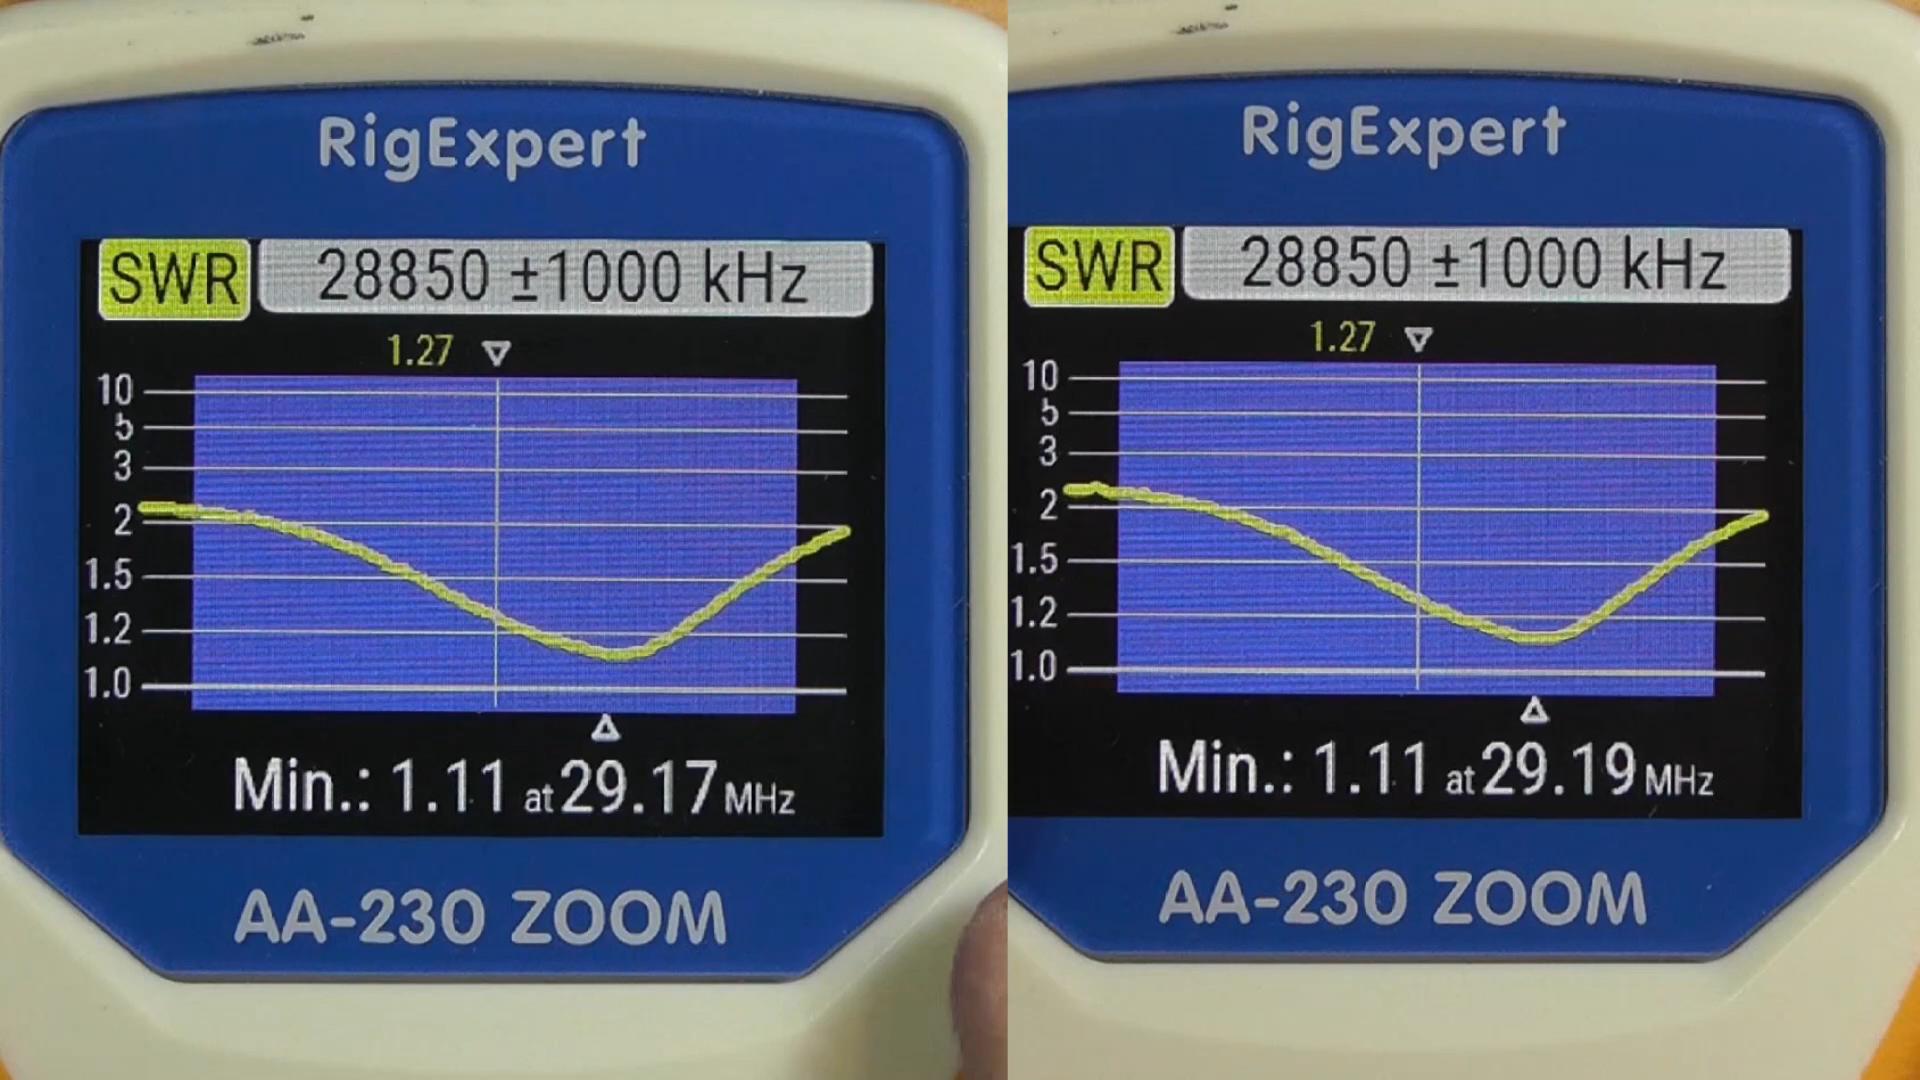 RigExpert
SWR 28850 ±1000 kHz
1.27
10
5
3
2
1.5
1.2
1.0
Min.: 1.11 at 29.17 MHz
AA-230 ZOOM
RigExpert
SWR 28850 ±1000 kHz
1.27
10
5
3
2
1.5
1.2
1.0
Min.: 1.11 at 29.19 MHz
AA-230 ZOOM